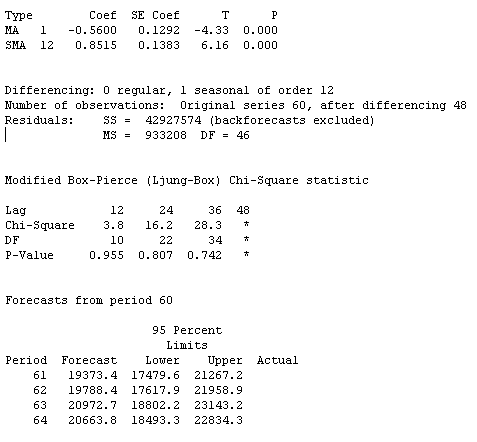 Type Coef SE Coef T P
MA 1 -0.5600 0.1292 -4.33 0.000
SMA 12 0.8515 0.1383 6.16 0.000
Differencing: 0 regular, 1 seasonal of order 12
Number of observations: Original series 60, after differencing 48
Residuals: SS = 42927574 (backforecasts excluded)
MS = 933208 DF = 46
Modified Box-Pierce (Ljung-Box) Chi-Square statistic
Lag 12 24 36 48
Chi-Square 3.8 16.2 28.3 *
DF 10 22 34 *
P-Value 0.955 0.807 0.742 *
Forecasts from period 60
95 Percent
Limits
Period Forecast Lower Upper Actual
61 19373.4 17479.6 21267.2
62 19788.4 17617.9 21958.9
63 20972.7 18802.2 23143.2
64 20663.8 18493.3 22834.3